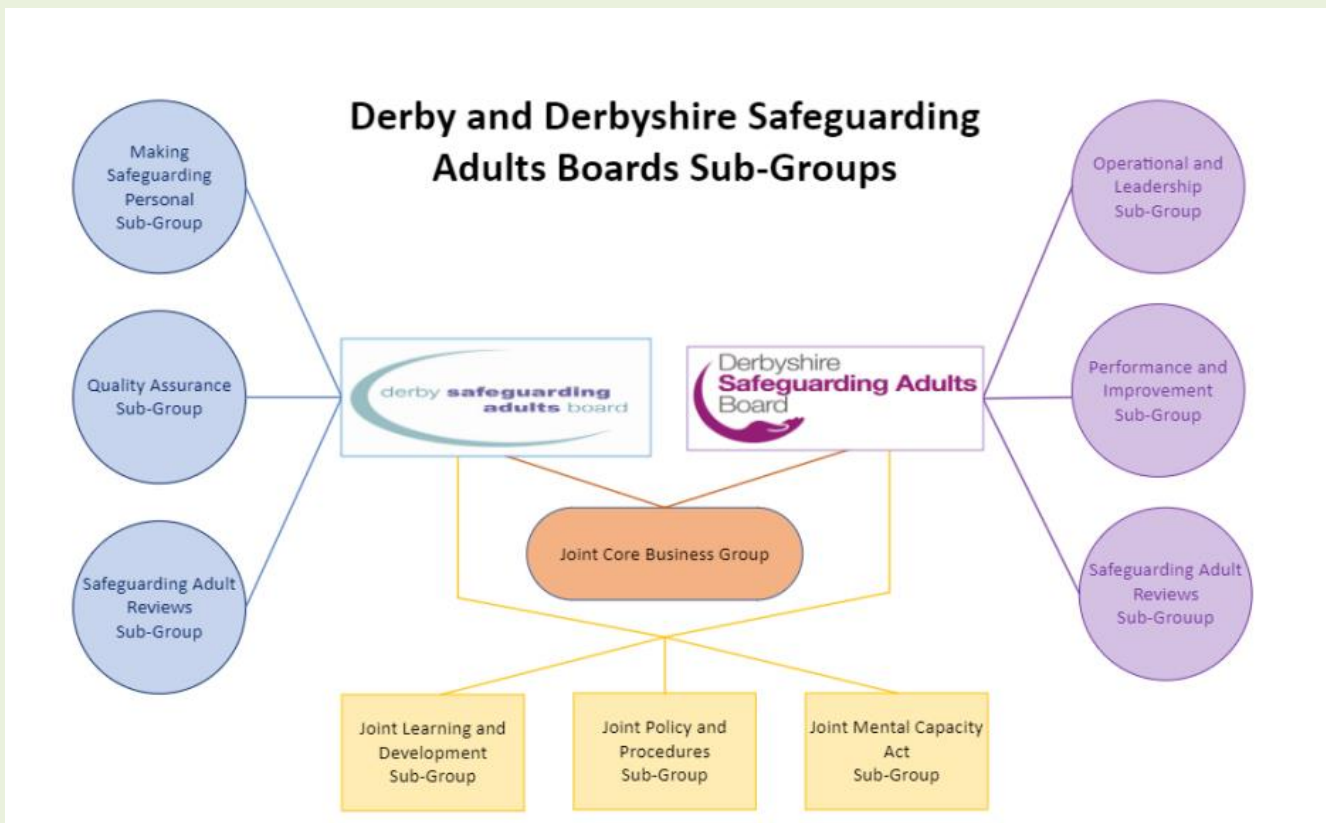 Derby and Derbyshire Safeguarding
Adults Boards Sub-Groups
Making
Safeguarding
Personal
Sub-Group
Quality Assurance
Sub-Group
Safeguarding Adult
Reviews
Sub-Group
derby safeguarding
adults board
Derbyshire
Safeguarding Adults
Board
Operational and
Leadership
Sub-Group
Performance and
Improvement
Sub-Group
Safeguarding Adult
Reviews
Sub-Grouup
Joint Core Business Group
Joint Learning and
Development
Sub-Group
Joint Policy and
Procedures
Sub-Group
Joint Mental Capacity
Act
Sub-Group